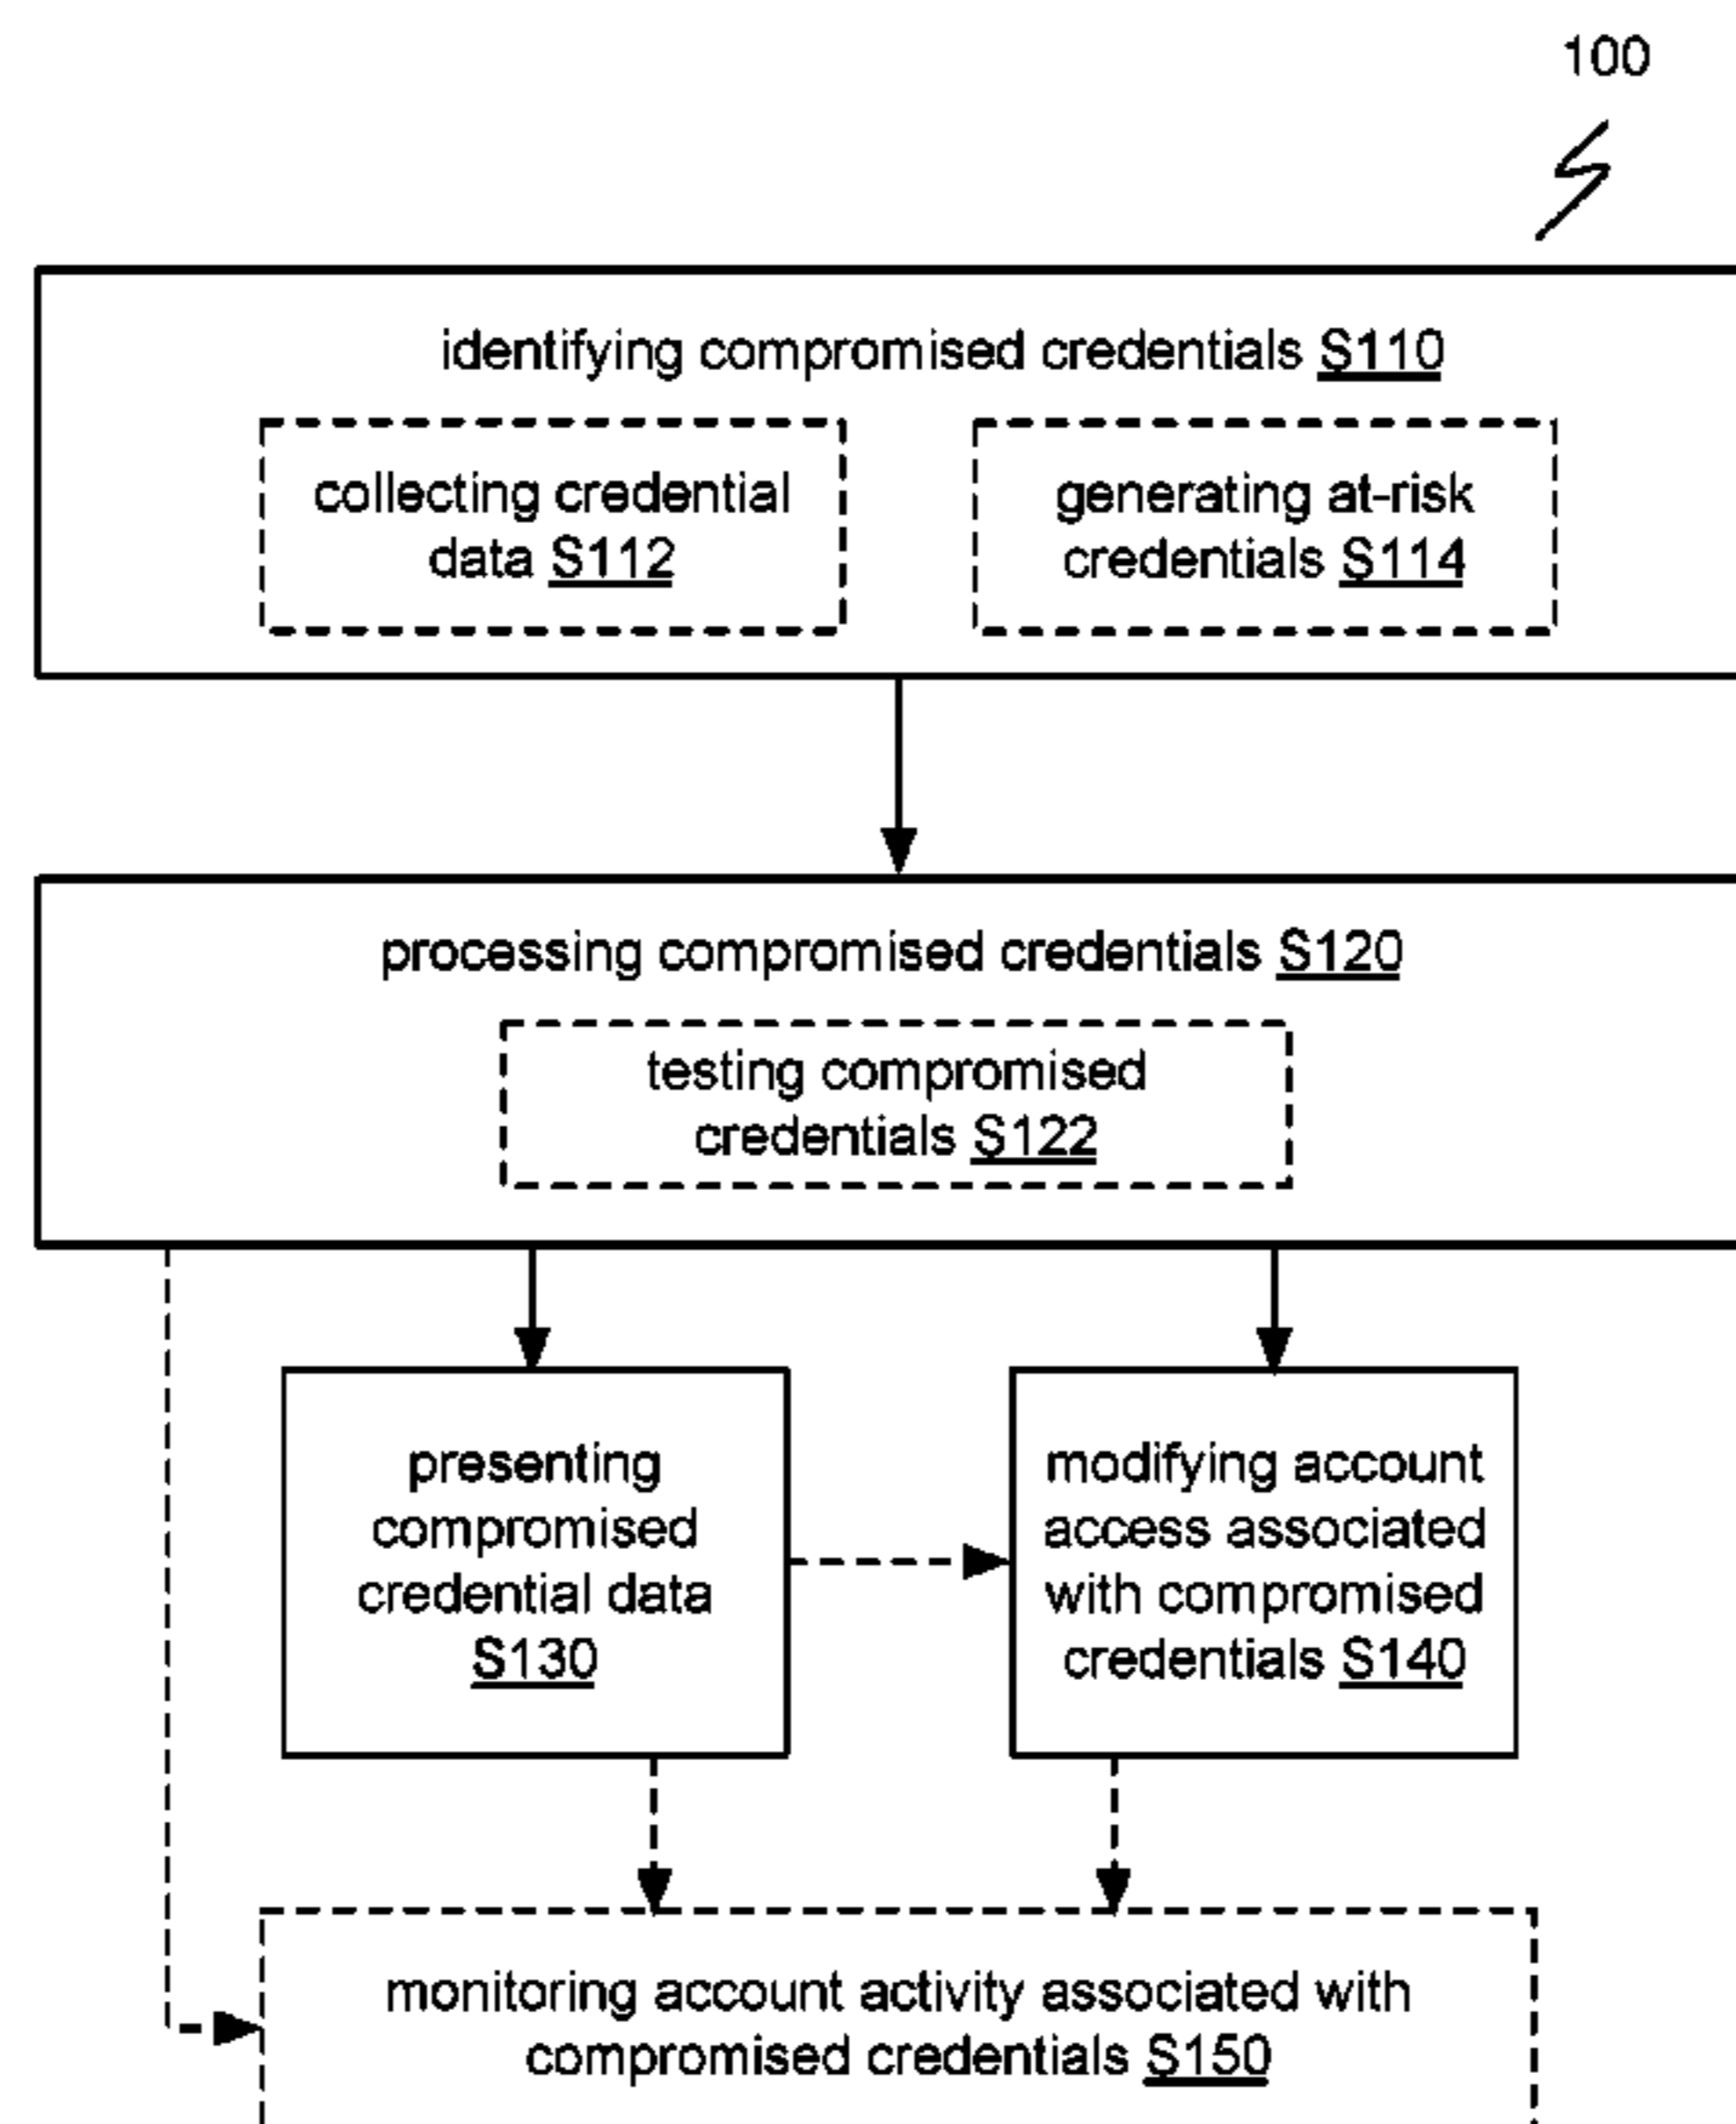 100
identifying compromised credentials S110
collecting credential
data S112
generating at-risk
credentials S114
processing compromised credentials S120
testing compromised
credentials S122
presenting
compromised
credential data
S130
modifying account
access associated
with compromised
credentials S140
monitoring account activity associated with
compromised credentials S150